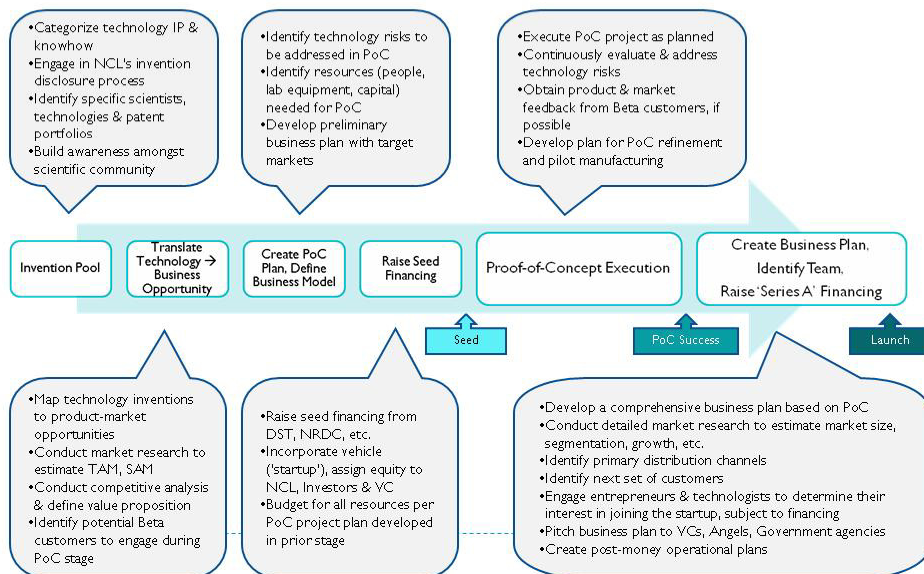 •Categorize technology IP &
knowhow
•Engage in NCL's invention
disclosure process
•Identify specific scientists,
technologies & patent
portfolios
•Build awareness amongst
scientific community
•Identify technology risks to
be addressed in PoC
•Identify resources (people,
lab equipment, capital)
needed for PoC
•Develop preliminary
business plan with target
markets
•Execute PoC project as planned
•Continuously evaluate & address
technology risks
•Obtain product & market
feedback from Beta customers, if
possible
•Develop plan for PoC refinement
and pilot manufacturing
Invention Pool
Translate
Technology →
Business
Opportunity
Create PoC
Plan, Define
Business Model
Raise Seed
Financing
Proof-of-Concept Execution
Create Business Plan,
Identify Team,
Raise 'Series A' Financing
Seed
PoC Success
Launch
•Map technology inventions
to product-market
opportunities
•Conduct market research to
estimate TAM, SAM
•Conduct competitive analysis
& define value proposition
•Identify potential Beta
customers to engage during
PoC stage
•Raise seed financing from
DST, NRDC, etc.
•Incorporate vehicle
('startup'), assign equity to
NCL, Investors & VC
•Budget for all resources per
PoC project plan developed
in prior stage
•Develop a comprehensive business plan based on PoC
•Conduct detailed market research to estimate market size,
segmentation, growth, etc.
•Identify primary distribution channels
•Identify next set of customers
•Engage entrepreneurs & technologists to determine their
interest in joining the startup, subject to financing
•Pitch business plan to VCs, Angels, Government agencies
•Create post-money operational plans